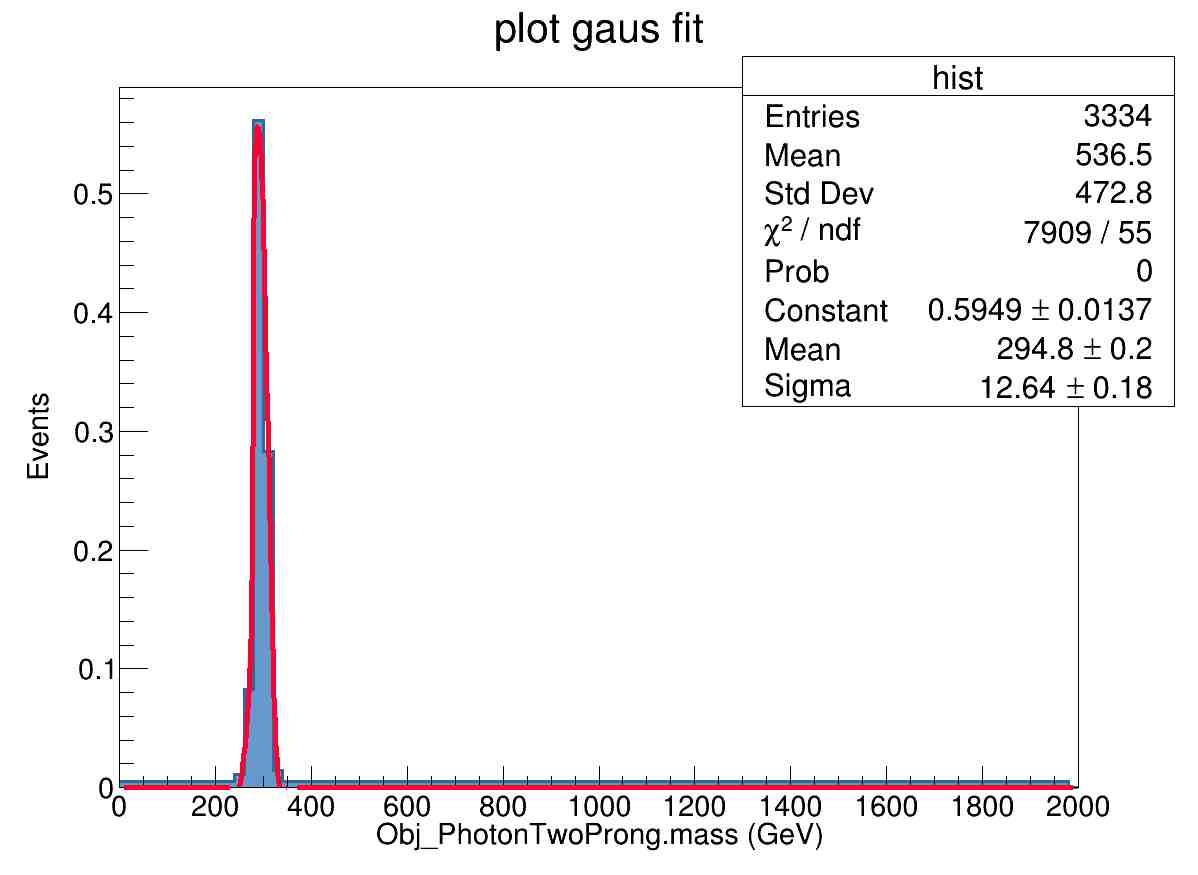 plot gaus fit
hist
Entries 3334
Mean 536.5
Std Dev 472.8
χ² / ndf 7909 / 55
Prob 0
Constant 0.5949 ± 0.0137
Mean 294.8 ± 0.2
Sigma 12.64 ± 0.18
Events
0.5
0.4
0.3
0.2
0.1
0
0 200 400 600 800 1000 1200 1400 1600 1800 2000
Obj_PhotonTwoProng.mass (GeV)